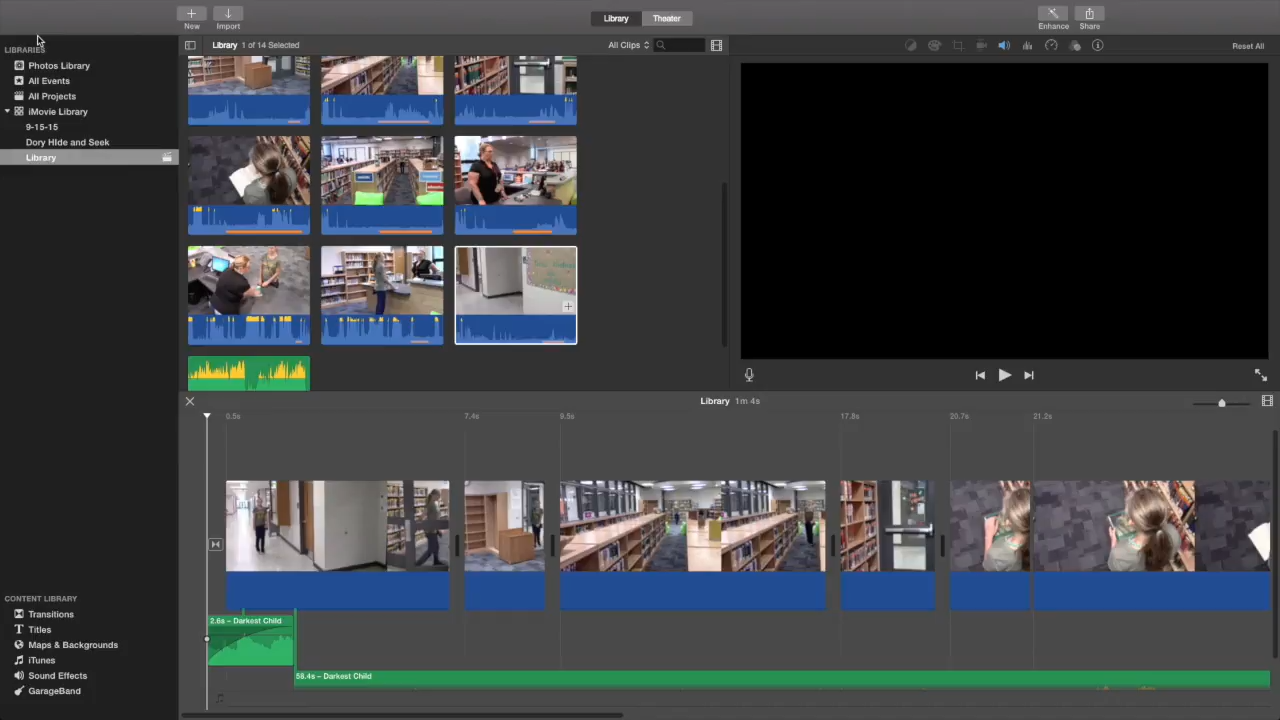 New
Import
Library
Theater
Enhance
Share
LIBRARIES
Library 1 of 14 Selected
All Clips
Reset All
Photos Library
All Events
All Projects
iMovie Library
9-15-15
Dory HIde and Seek
Library
Library 1m 4s
0.5s
7.4s
9.5s
17.8s
20.7s
21.2s
CONTENT LIBRARY
Transitions
Titles
Maps & Backgrounds
iTunes
Sound Effects
GarageBand
2.6s – Darkest Child
58.4s – Darkest Child